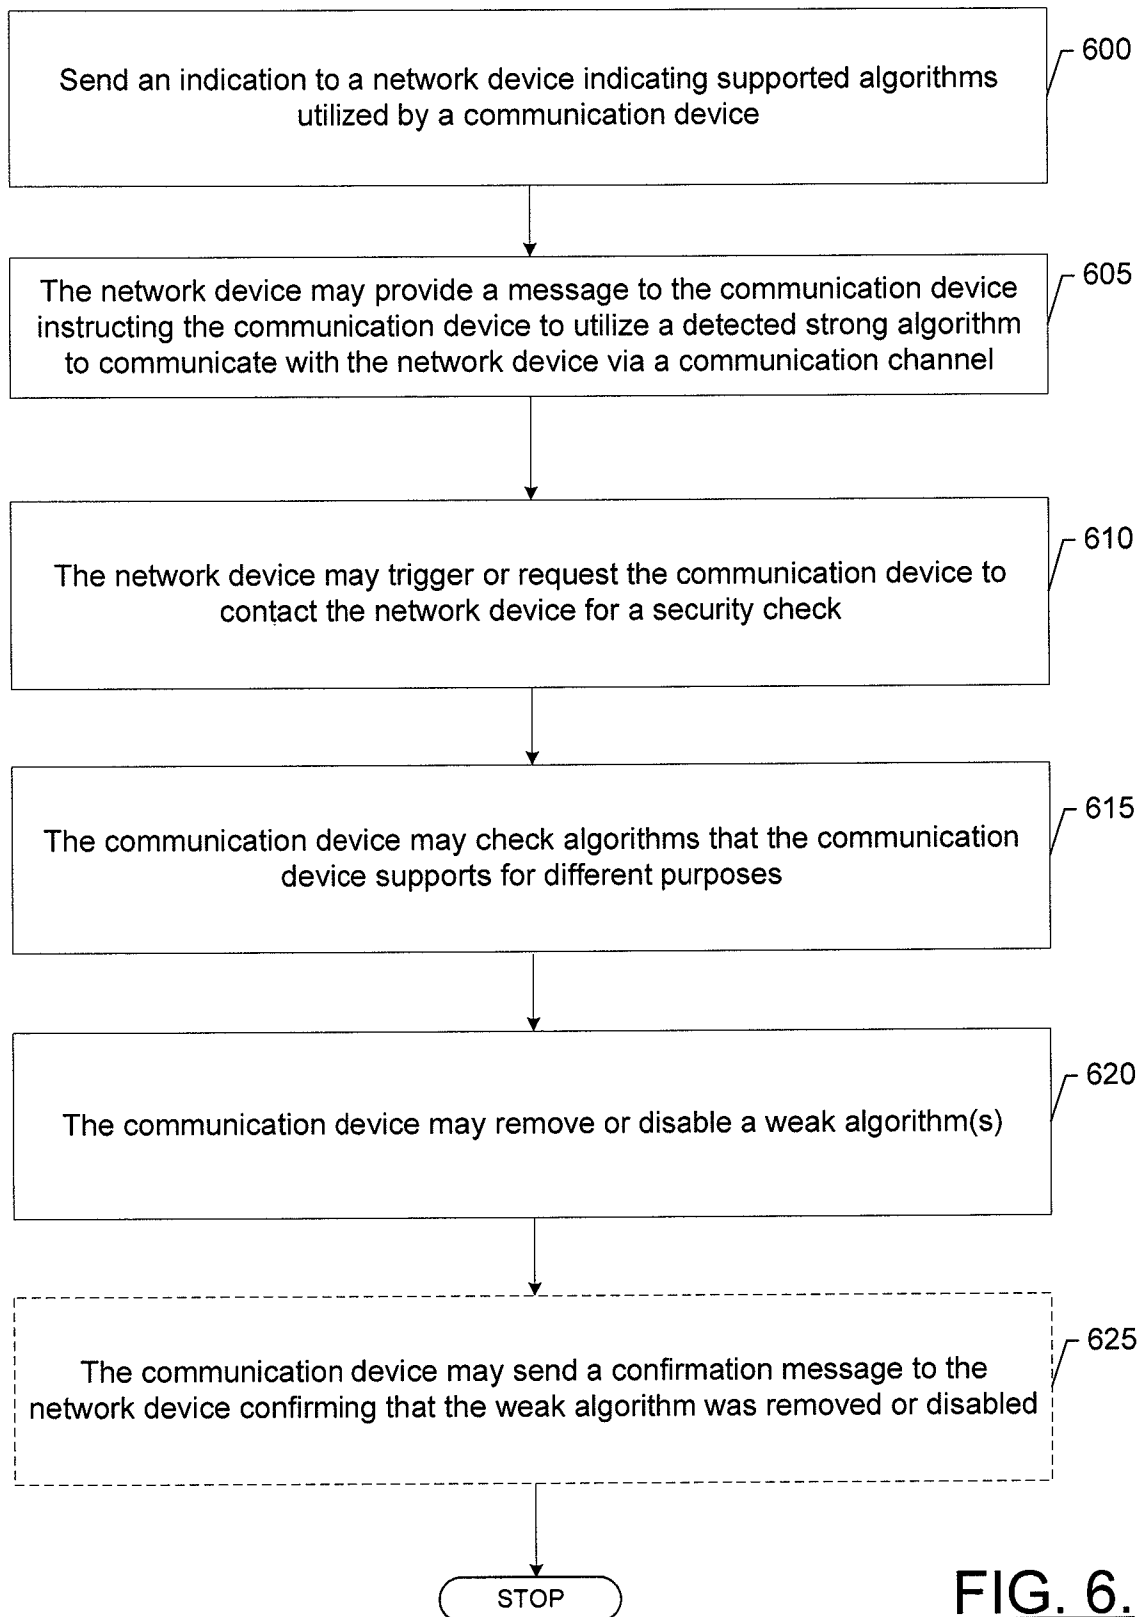 600
Send an indication to a network device indicating supported algorithms
utilized by a communication device
605
The network device may provide a message to the communication device
instructing the communication device to utilize a detected strong algorithm
to communicate with the network device via a communication channel
610
The network device may trigger or request the communication device to
contact the network device for a security check
615
The communication device may check algorithms that the communication
device supports for different purposes
620
The communication device may remove or disable a weak algorithm(s)
625
The communication device may send a confirmation message to the
network device confirming that the weak algorithm was removed or disabled
STOP
FIG. 6.